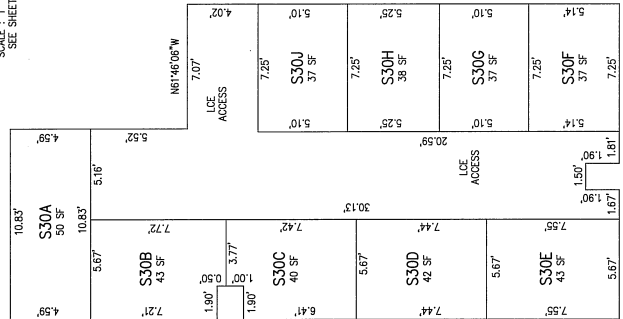 SCALE : 1
SEE SHEET
N61°46'06"W
4.02'
5.10'
5.25'
5.10'
5.14'
7.07'
LCE
ACCESS
7.25'
S30J
37 SF
7.25'
S30H
38 SF
7.25'
S30G
37 SF
7.25'
S30F
37 SF
7.25'
5.10'
5.25'
5.10'
5.14'
20.59'
4.59'
5.52'
10.83'
S30A
50 SF
10.83'
4.59'
5.16'
LCE
ACCESS
1.81'
1.90'
1.50'
1.90'
1.67'
30.13'
7.72'
7.42'
7.44'
7.55'
5.67'
S30B
43 SF
3.77'
S30C
40 SF
5.67'
S30D
42 SF
5.67'
S30E
43 SF
5.67'
0.50'
1.00'
1.90'
1.90'
7.21'
6.41'
7.44'
7.55'